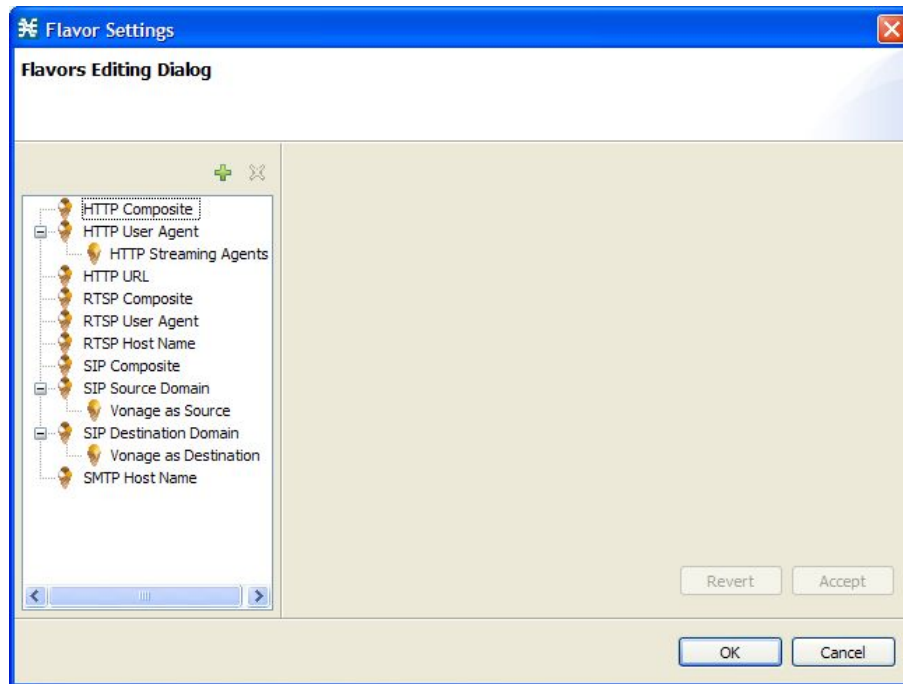 Flavor Settings
Flavors Editing Dialog
HTTP Composite
HTTP User Agent
HTTP Streaming Agents
HTTP URL
RTSP Composite
RTSP User Agent
RTSP Host Name
SIP Composite
SIP Source Domain
Vonage as Source
SIP Destination Domain
Vonage as Destination
SMTP Host Name
Revert Accept
OK Cancel